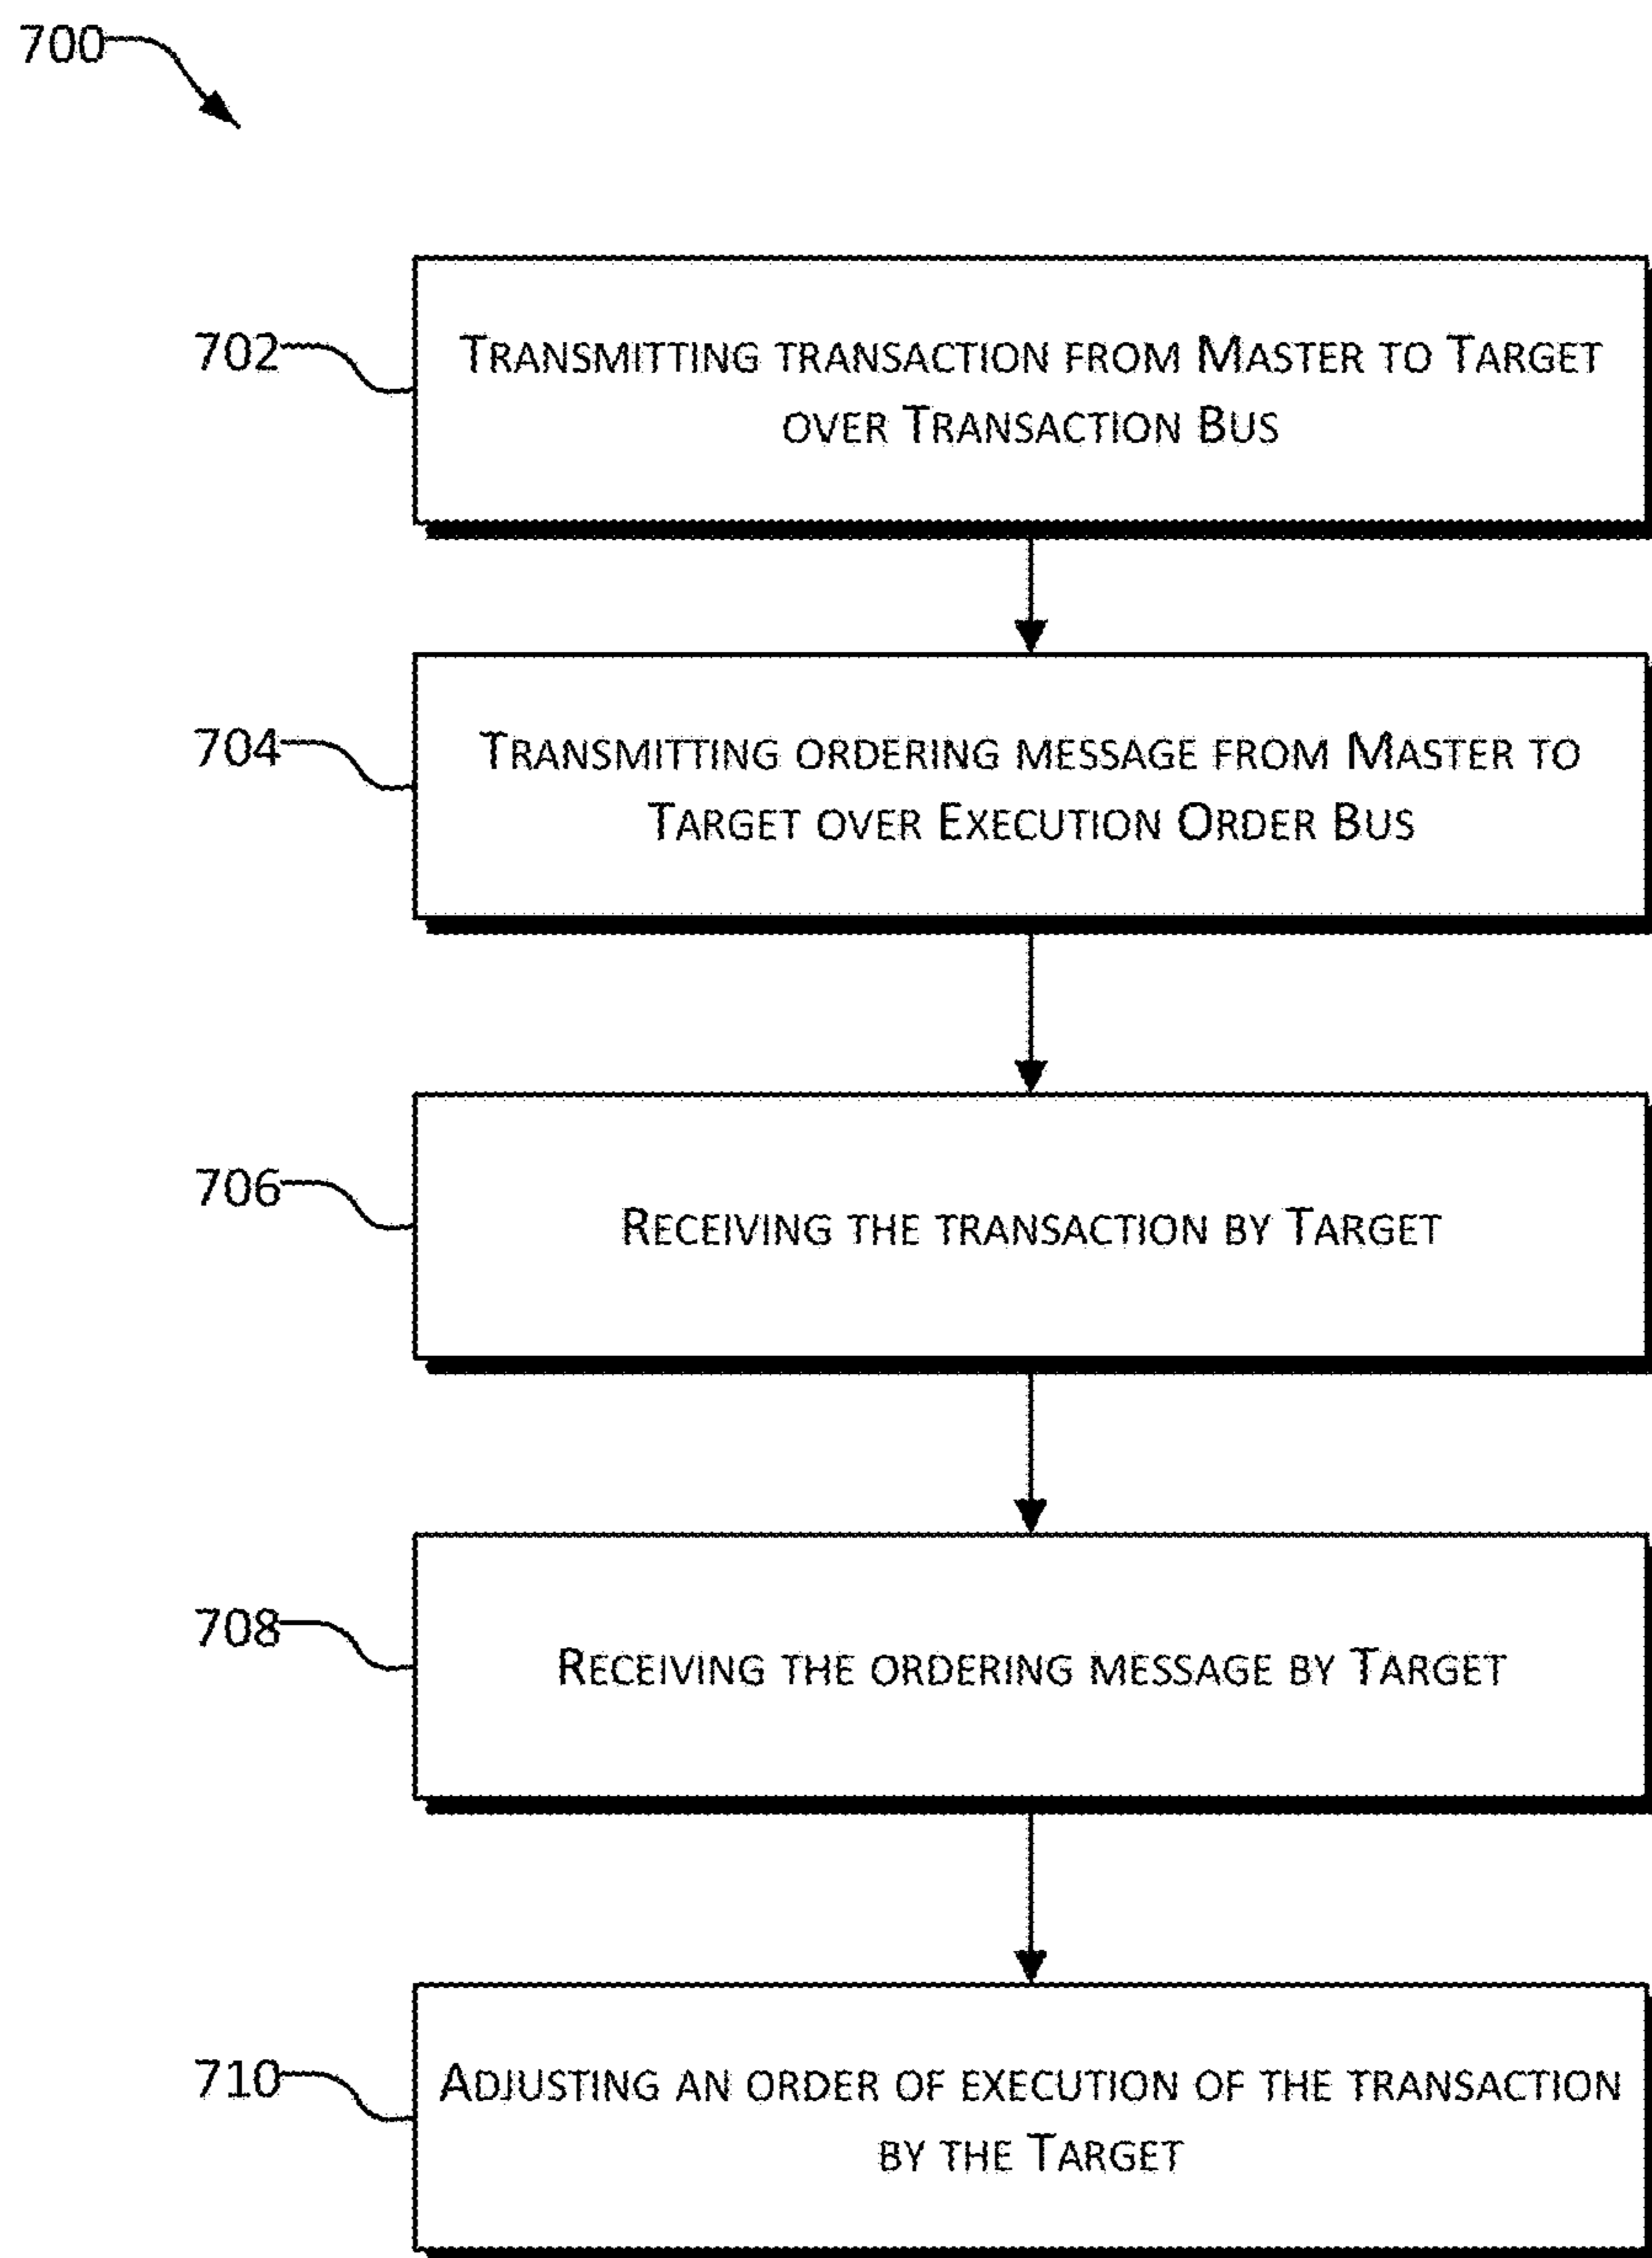 700
702
Transmitting transaction from Master to Target
over Transaction Bus
704
Transmitting ordering message from Master to
Target over Execution Order Bus
706
Receiving the transaction by Target
708
Receiving the ordering message by Target
710
Adjusting an order of execution of the transaction
by the Target